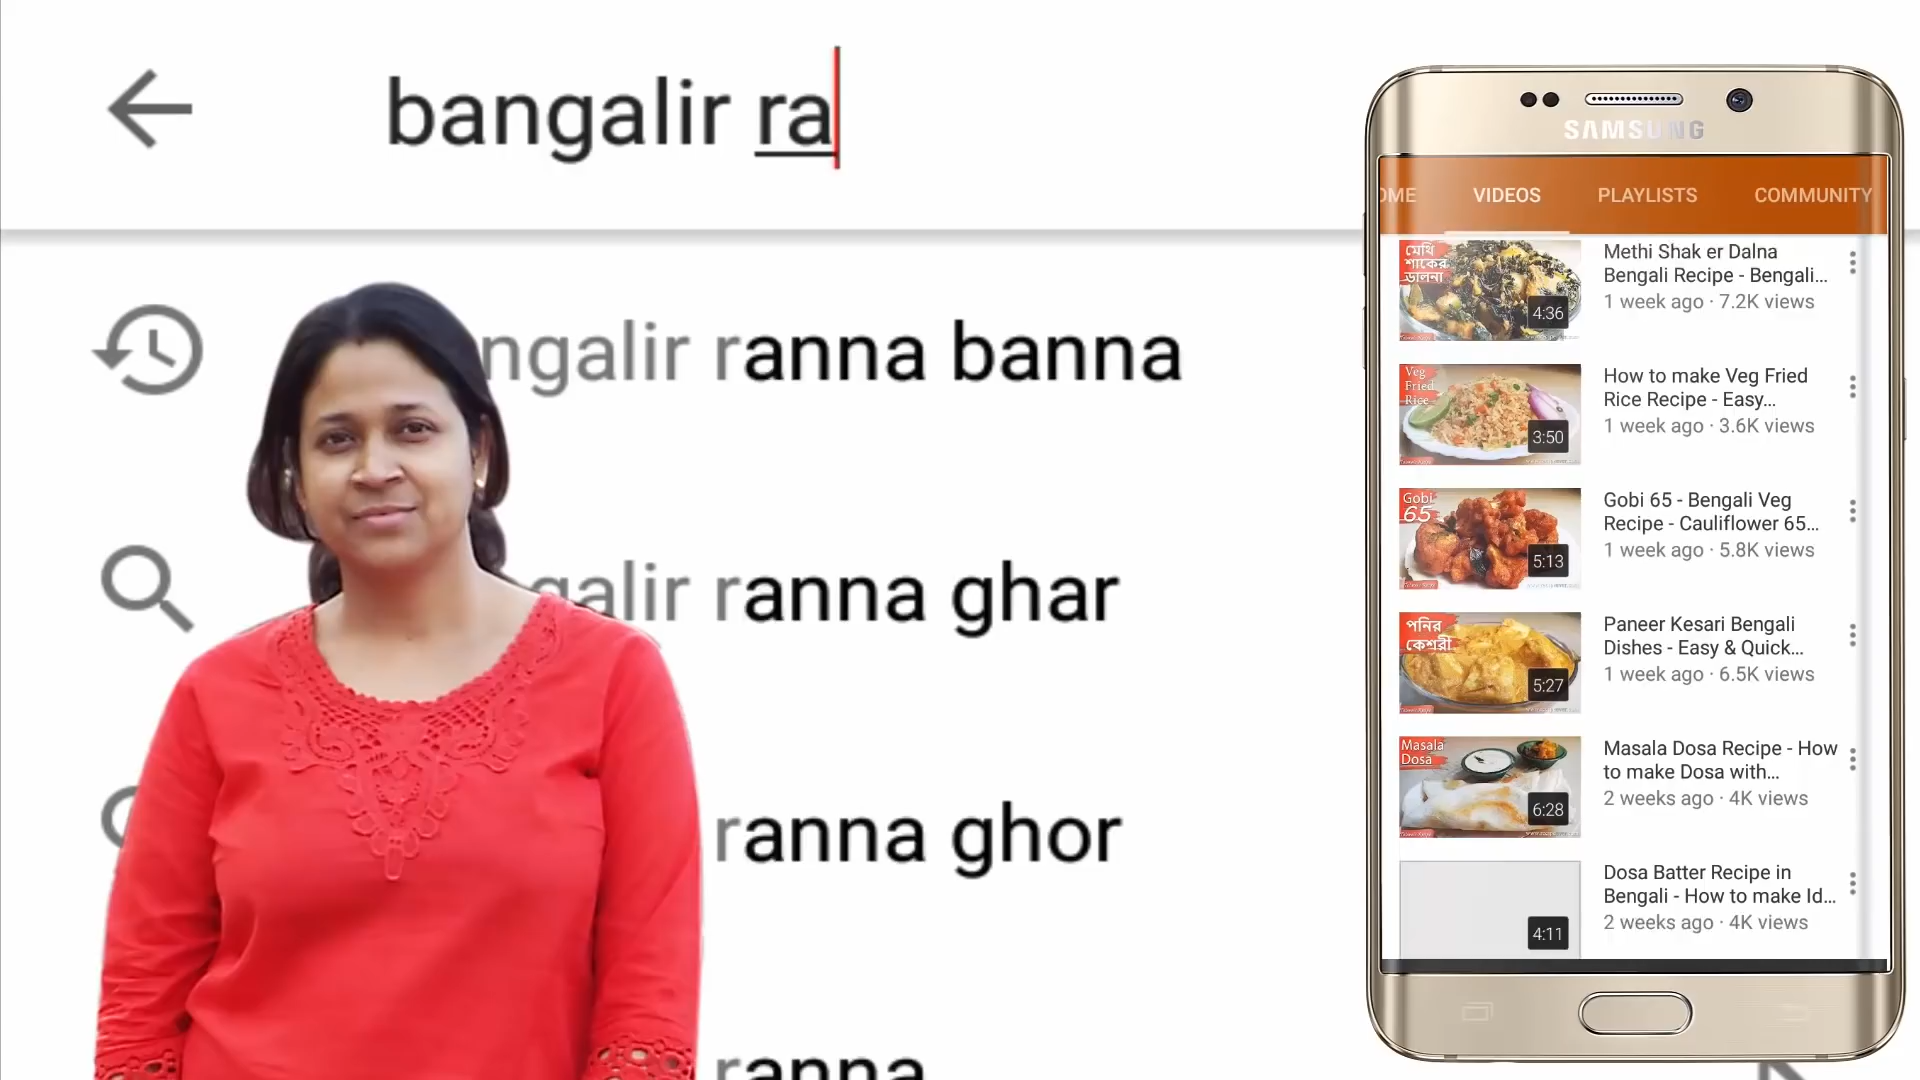 bangalir ra
ngalir ranna banna
galir ranna ghar
ranna ghor
ranna
SAMSUNG
OME VIDEOS PLAYLISTS COMMUNITY
মেথি
শাকের
ডালনা
4:36
Methi Shak er Dalna
Bengali Recipe - Bengali...
1 week ago · 7.2K views
Veg
Fried
Rice
3:50
How to make Veg Fried
Rice Recipe - Easy...
1 week ago · 3.6K views
Gobi
65
5:13
Gobi 65 - Bengali Veg
Recipe - Cauliflower 65...
1 week ago · 5.8K views
পনির
কেশরী
5:27
Paneer Kesari Bengali
Dishes - Easy & Quick...
1 week ago · 6.5K views
Masala
Dosa
6:28
Masala Dosa Recipe - How
to make Dosa with...
2 weeks ago · 4K views
4:11
Dosa Batter Recipe in
Bengali - How to make Id...
2 weeks ago · 4K views